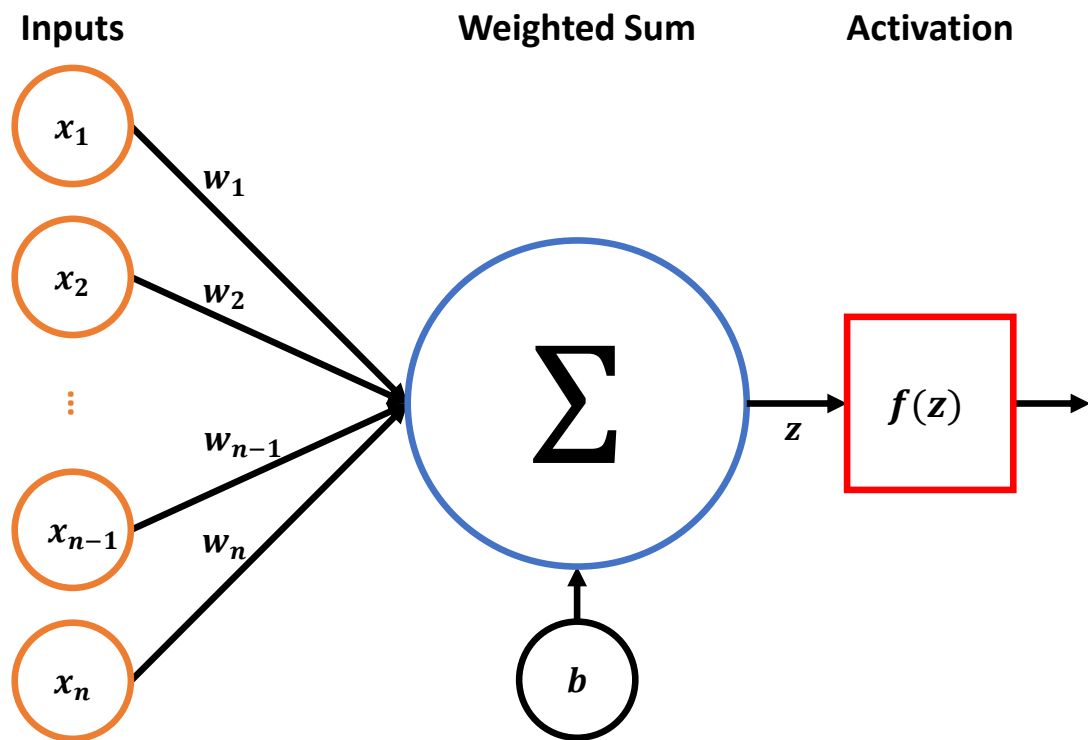 Inputs Weighted Sum Activation
x₁
w₁
x₂
w₂
⋮
Σ
z
f(z)
wₙ₋₁
xₙ₋₁
wₙ
xₙ
b